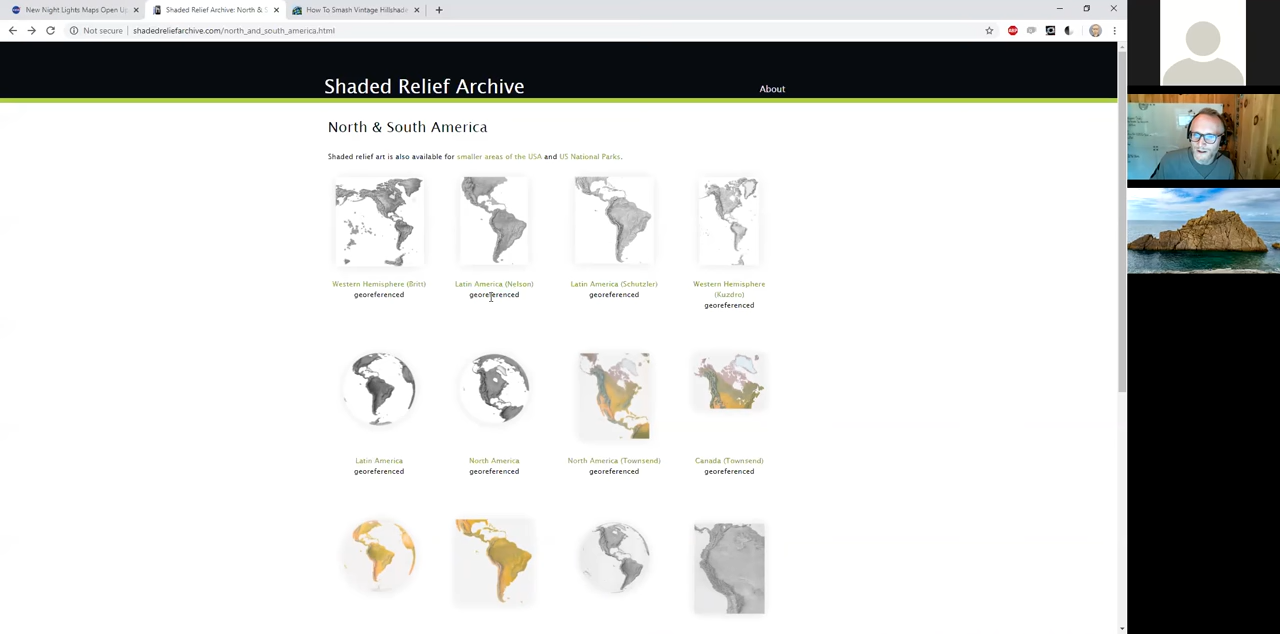 New Night Lights Maps Open U
Shaded Relief Archive: North & S
How To Smash Vintage Hillshade
Not secure
shadedreliefarchive.com/north_and_south_america.html
ABP
Shaded Relief Archive
About
North & South America
Shaded relief art is also available for smaller areas of the USA and US National Parks.
Western Hemisphere (Britt)
georeferenced
Latin America (Nelson)
georeferenced
Latin America (Schutzler)
georeferenced
Western Hemisphere
(Kuzdro)
georeferenced
Latin America
georeferenced
North America
georeferenced
North America (Townsend)
georeferenced
Canada (Townsend)
georeferenced